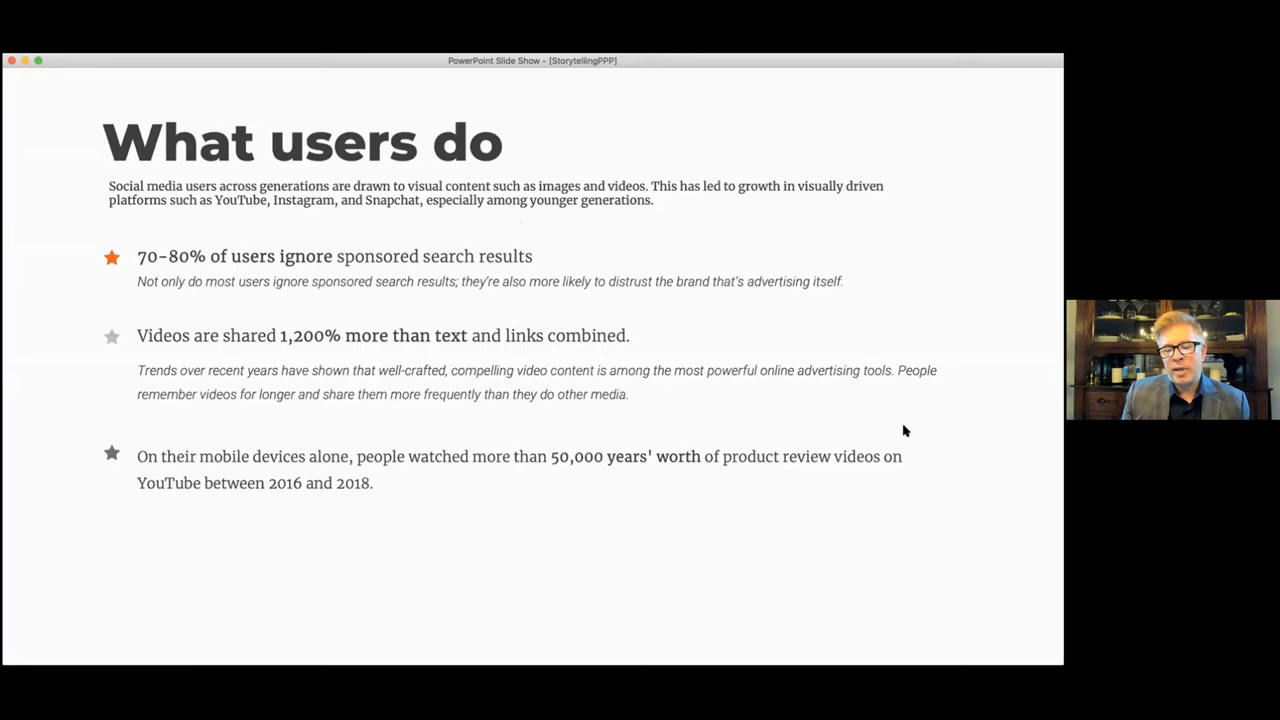 PowerPoint Slide Show - [StorytellingPPP]
What users do
Social media users across generations are drawn to visual content such as images and videos. This has led to growth in visually driven
platforms such as YouTube, Instagram, and Snapchat, especially among younger generations.
70-80% of users ignore sponsored search results
Not only do most users ignore sponsored search results; they're also more likely to distrust the brand that's advertising itself.
Videos are shared 1,200% more than text and links combined.
Trends over recent years have shown that well-crafted, compelling video content is among the most powerful online advertising tools. People
remember videos for longer and share them more frequently than they do other media.
On their mobile devices alone, people watched more than 50,000 years' worth of product review videos on
YouTube between 2016 and 2018.